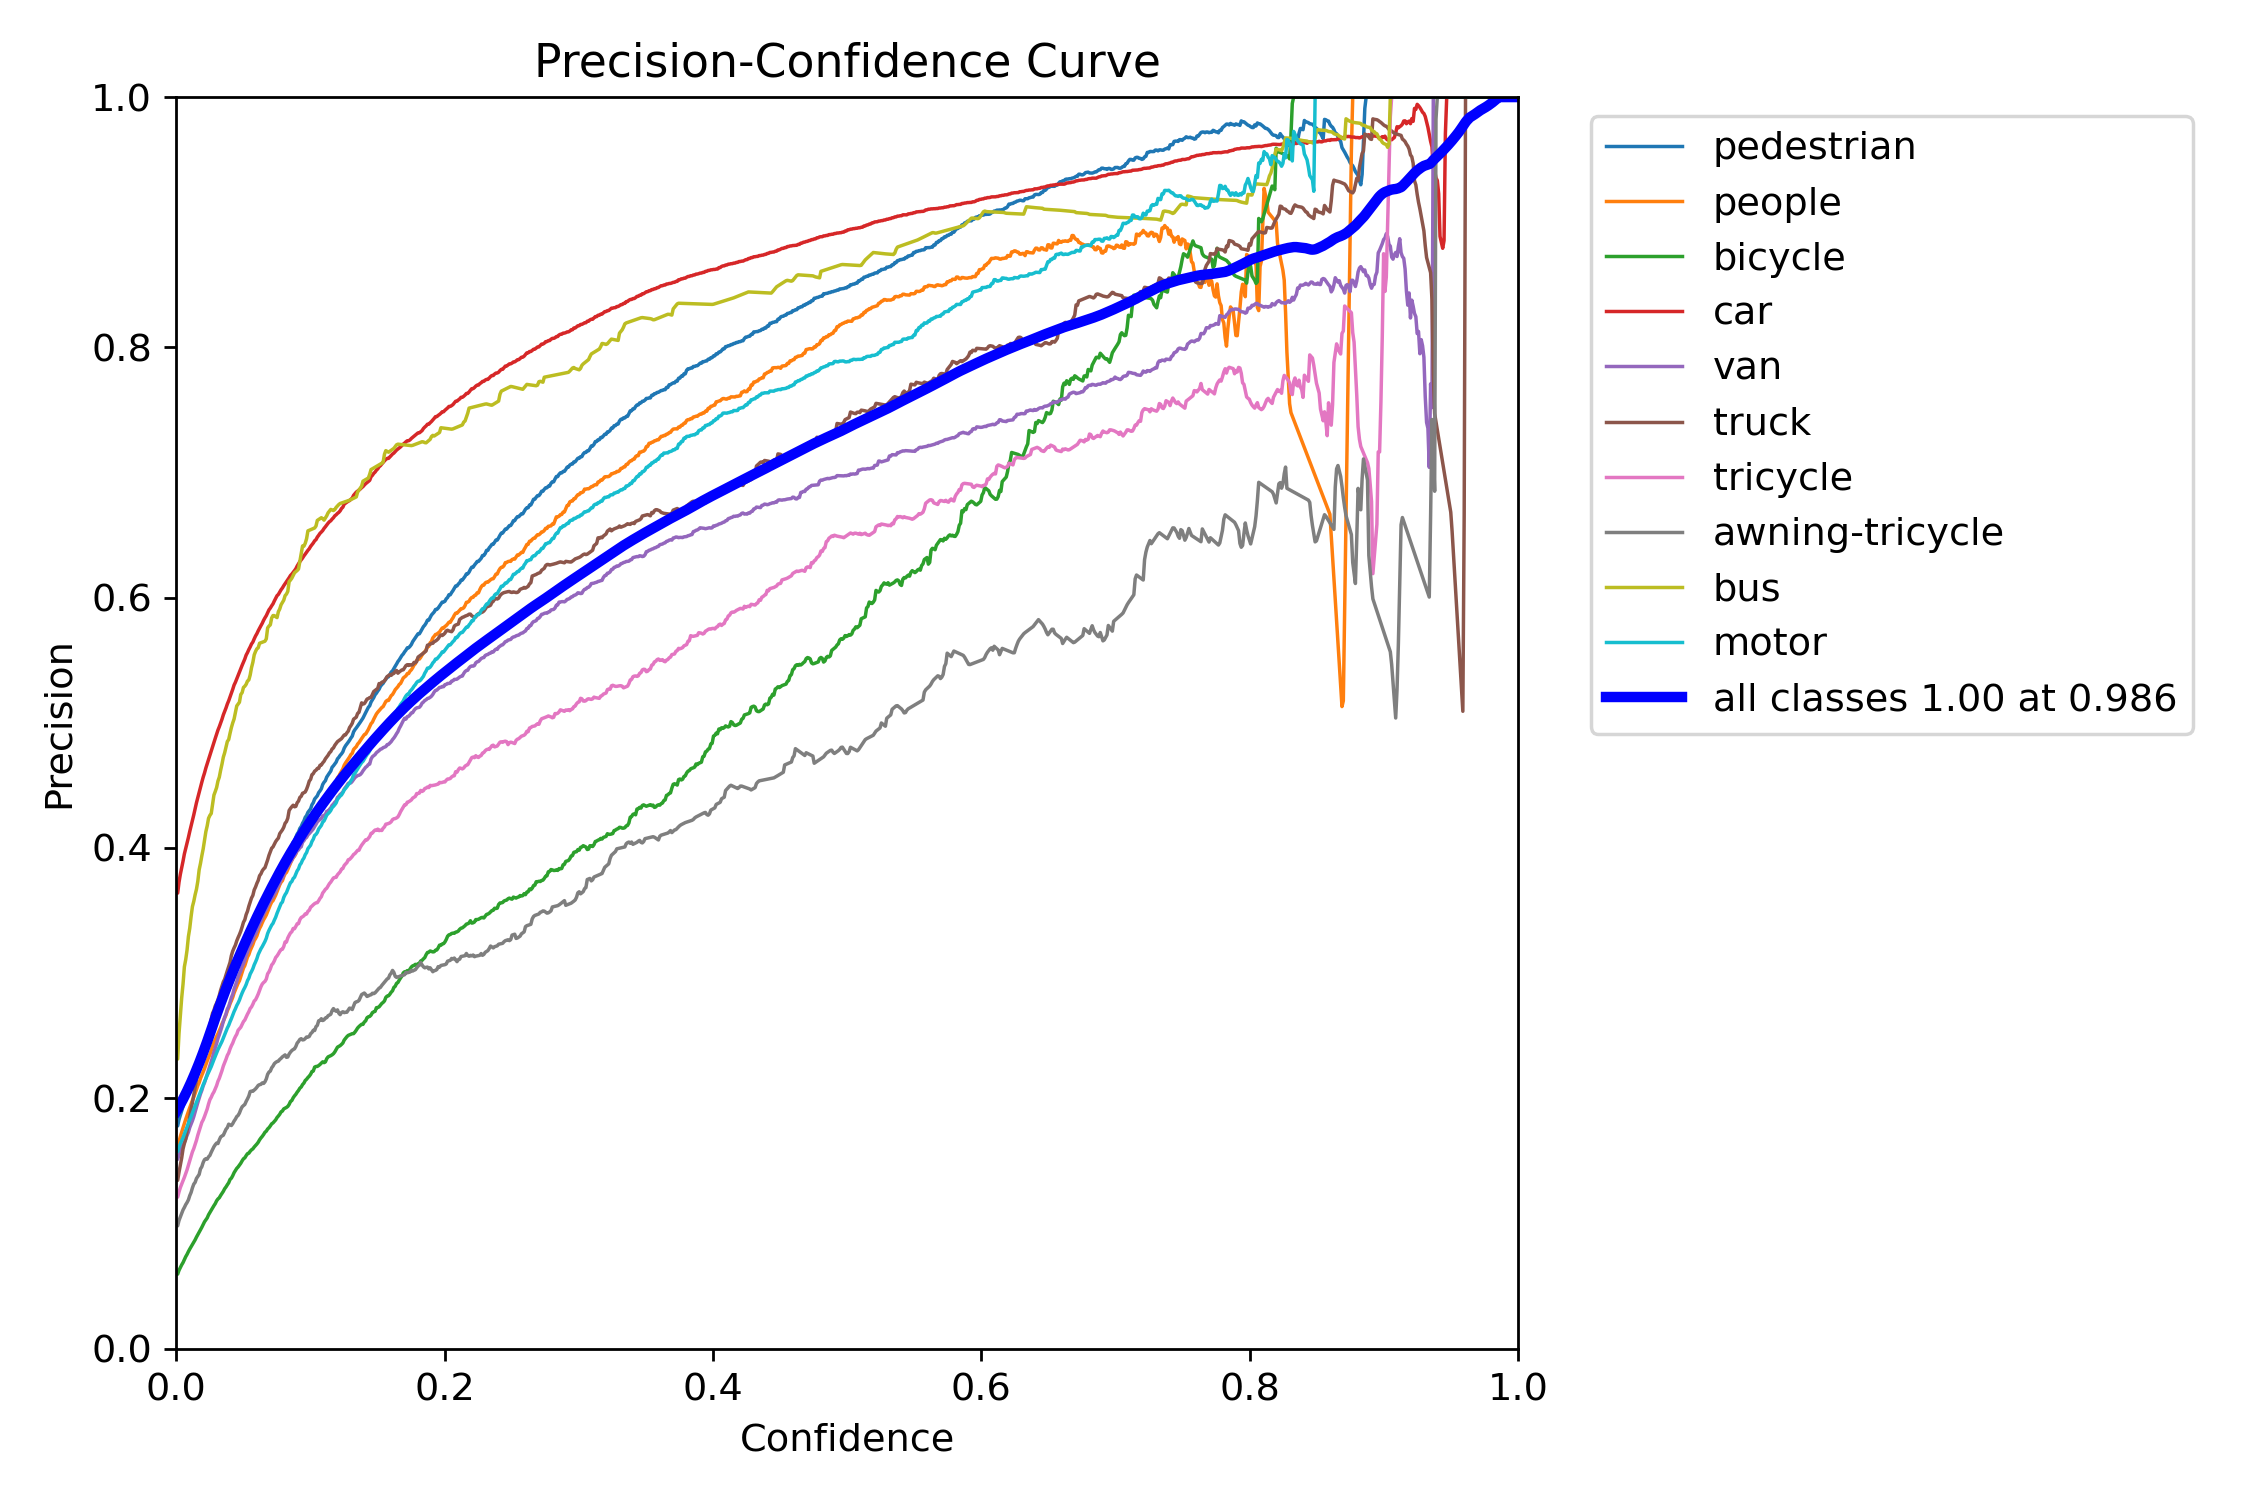 Precision-Confidence Curve
1.0
0.8
0.6
0.4
0.2
0.0
Precision
0.0 0.2 0.4 0.6 0.8 1.0
Confidence
pedestrian
people
bicycle
car
van
truck
tricycle
awning-tricycle
bus
motor
all classes 1.00 at 0.986